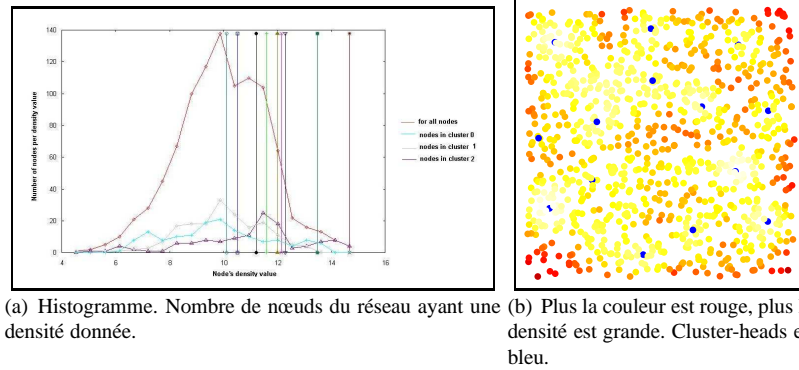 140
120
100
80
60
40
20
0
4
6
8
10
12
14
16
Number of nodes per density value
Node's density value
for all nodes
nodes in cluster 0
nodes in cluster 1
nodes in cluster 2
(a) Histogramme. Nombre de nœuds du réseau ayant une
densité donnée.
(b) Plus la couleur est rouge, plus
densité est grande. Cluster-heads
bleu.